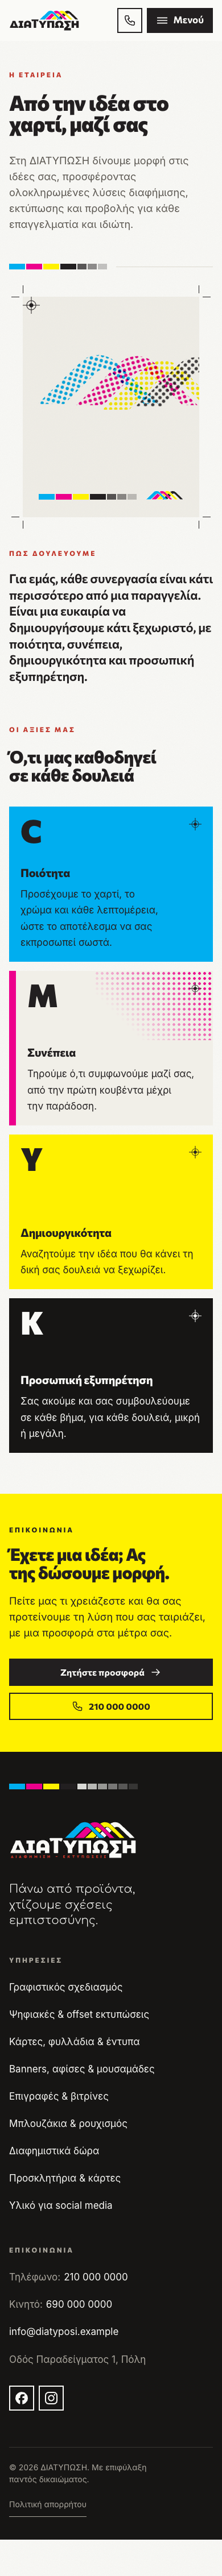 ΔΙΑΤΥΠΩΣΗ
Μενού
Η ΕΤΑΙΡΕΙΑ
Από την ιδέα στο
χαρτί, μαζί σας
Στη ΔΙΑΤΥΠΩΣΗ δίνουμε μορφή στις
ιδέες σας, προσφέροντας
ολοκληρωμένες λύσεις διαφήμισης,
εκτύπωσης και προβολής για κάθε
επαγγελματία και ιδιώτη.
ΠΩΣ ΔΟΥΛΕΥΟΥΜΕ
Για εμάς, κάθε συνεργασία είναι κάτι
περισσότερο από μια παραγγελία.
Είναι μια ευκαιρία να
δημιουργήσουμε κάτι ξεχωριστό, με
ποιότητα, συνέπεια,
δημιουργικότητα και προσωπική
εξυπηρέτηση.
ΟΙ ΑΞΙΕΣ ΜΑΣ
Ό,τι μας καθοδηγεί
σε κάθε δουλειά
C
Ποιότητα
Προσέχουμε το χαρτί, το
χρώμα και κάθε λεπτομέρεια,
ώστε το αποτέλεσμα να σας
εκπροσωπεί σωστά.
M
Συνέπεια
Τηρούμε ό,τι συμφωνούμε μαζί σας,
από την πρώτη κουβέντα μέχρι
την παράδοση.
Y
Δημιουργικότητα
Αναζητούμε την ιδέα που θα κάνει τη
δική σας δουλειά να ξεχωρίζει.
K
Προσωπική εξυπηρέτηση
Σας ακούμε και σας συμβουλεύουμε
σε κάθε βήμα, για κάθε δουλειά, μικρή
ή μεγάλη.
ΕΠΙΚΟΙΝΩΝΙΑ
Έχετε μια ιδέα; Ας
της δώσουμε μορφή.
Πείτε μας τι χρειάζεστε και θα σας
προτείνουμε τη λύση που σας ταιριάζει,
με μια προσφορά στα μέτρα σας.
Ζητήστε προσφορά
210 000 0000
ΔΙΑΤΥΠΩΣΗ
ΔΙΑΦΗΜΙΣΗ • ΕΚΤΥΠΩΣΕΙΣ
Πάνω από προϊόντα,
χτίζουμε σχέσεις
εμπιστοσύνης.
ΥΠΗΡΕΣΙΕΣ
Γραφιστικός σχεδιασμός
Ψηφιακές & offset εκτυπώσεις
Κάρτες, φυλλάδια & έντυπα
Banners, αφίσες & μουσαμάδες
Επιγραφές & βιτρίνες
Μπλουζάκια & ρουχισμός
Διαφημιστικά δώρα
Προσκλητήρια & κάρτες
Υλικό για social media
ΕΠΙΚΟΙΝΩΝΙΑ
Τηλέφωνο: 210 000 0000
Κινητό: 690 000 0000
info@diatyposi.example
Οδός Παραδείγματος 1, Πόλη
© 2026 ΔΙΑΤΥΠΩΣΗ. Με επιφύλαξη
παντός δικαιώματος.
Πολιτική απορρήτου